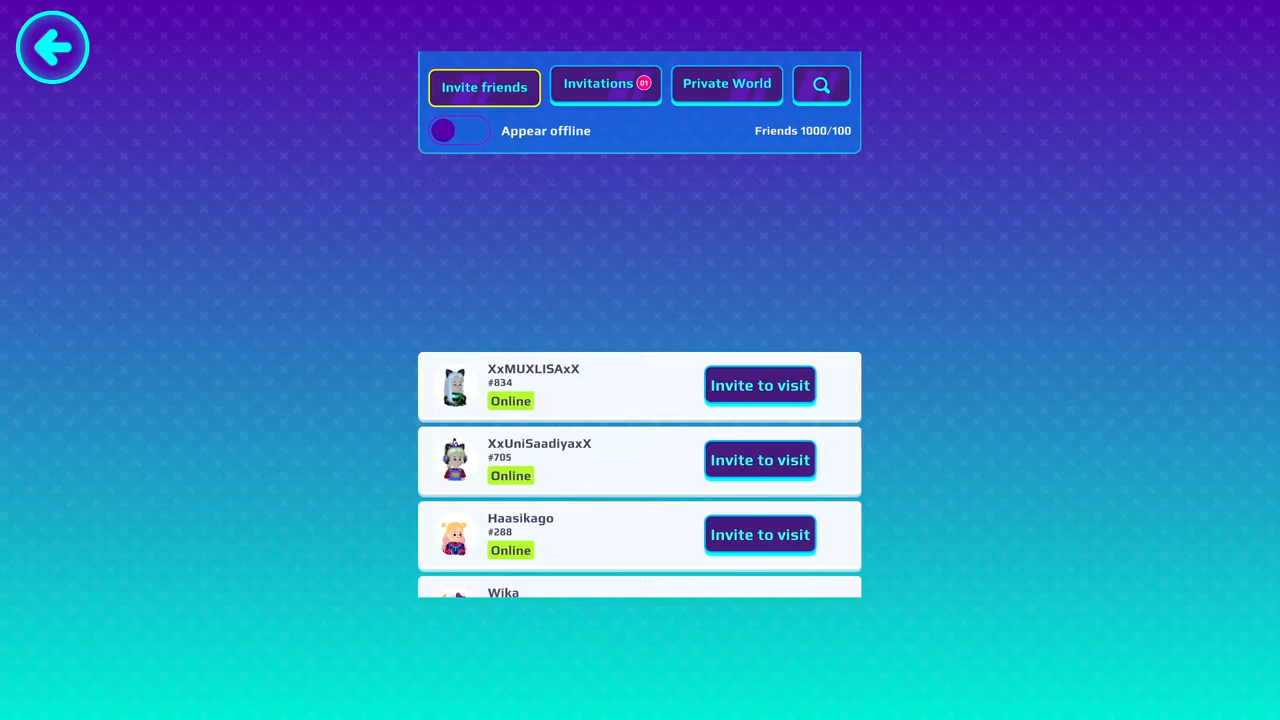 Invite friends
Invitations 01
Private World
Appear offline
Friends 1000/100
XxMUXLISAxX
#834
Online
Invite to visit
XxUniSaadiyaxX
#705
Online
Invite to visit
Haasikago
#288
Online
Invite to visit
Wika